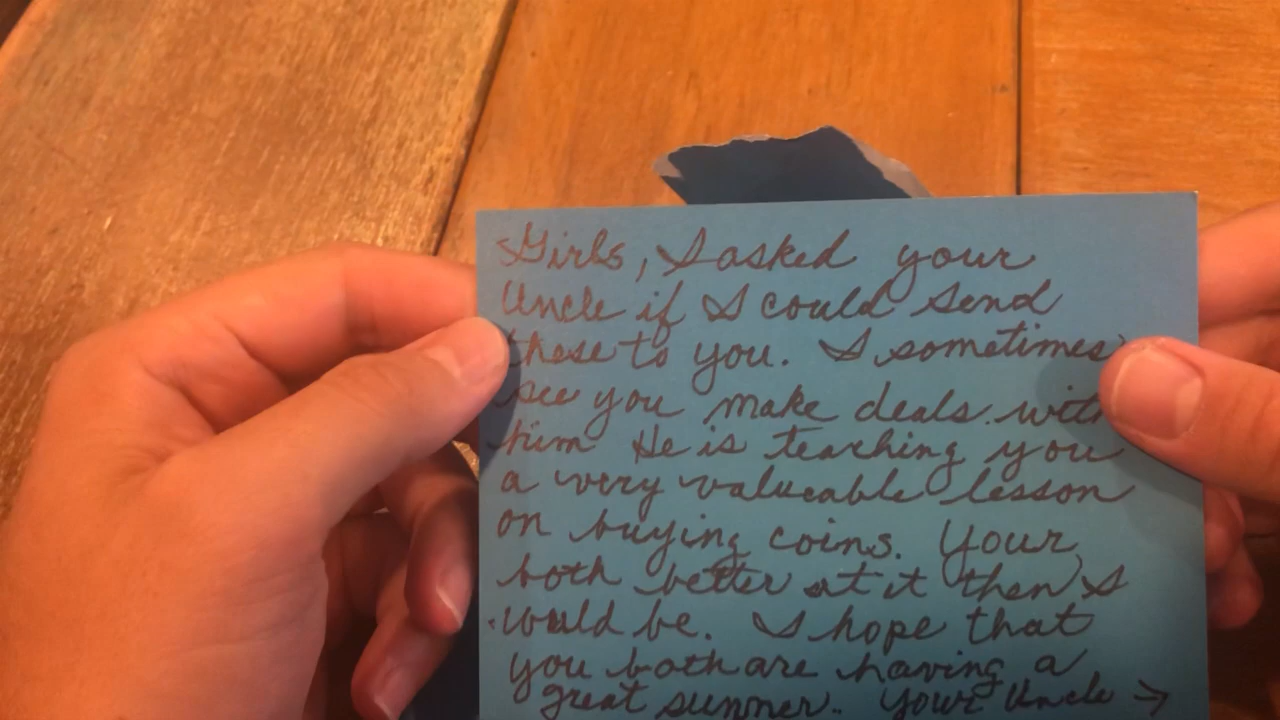 Girls, I asked your
Uncle if I could send
these to you. I sometimes
see you make deals with
him He is teaching you
a very valueable lesson
on buying coins. Your
both better at it then I
would be. I hope that
you both are having a
great summer. Your Uncle →